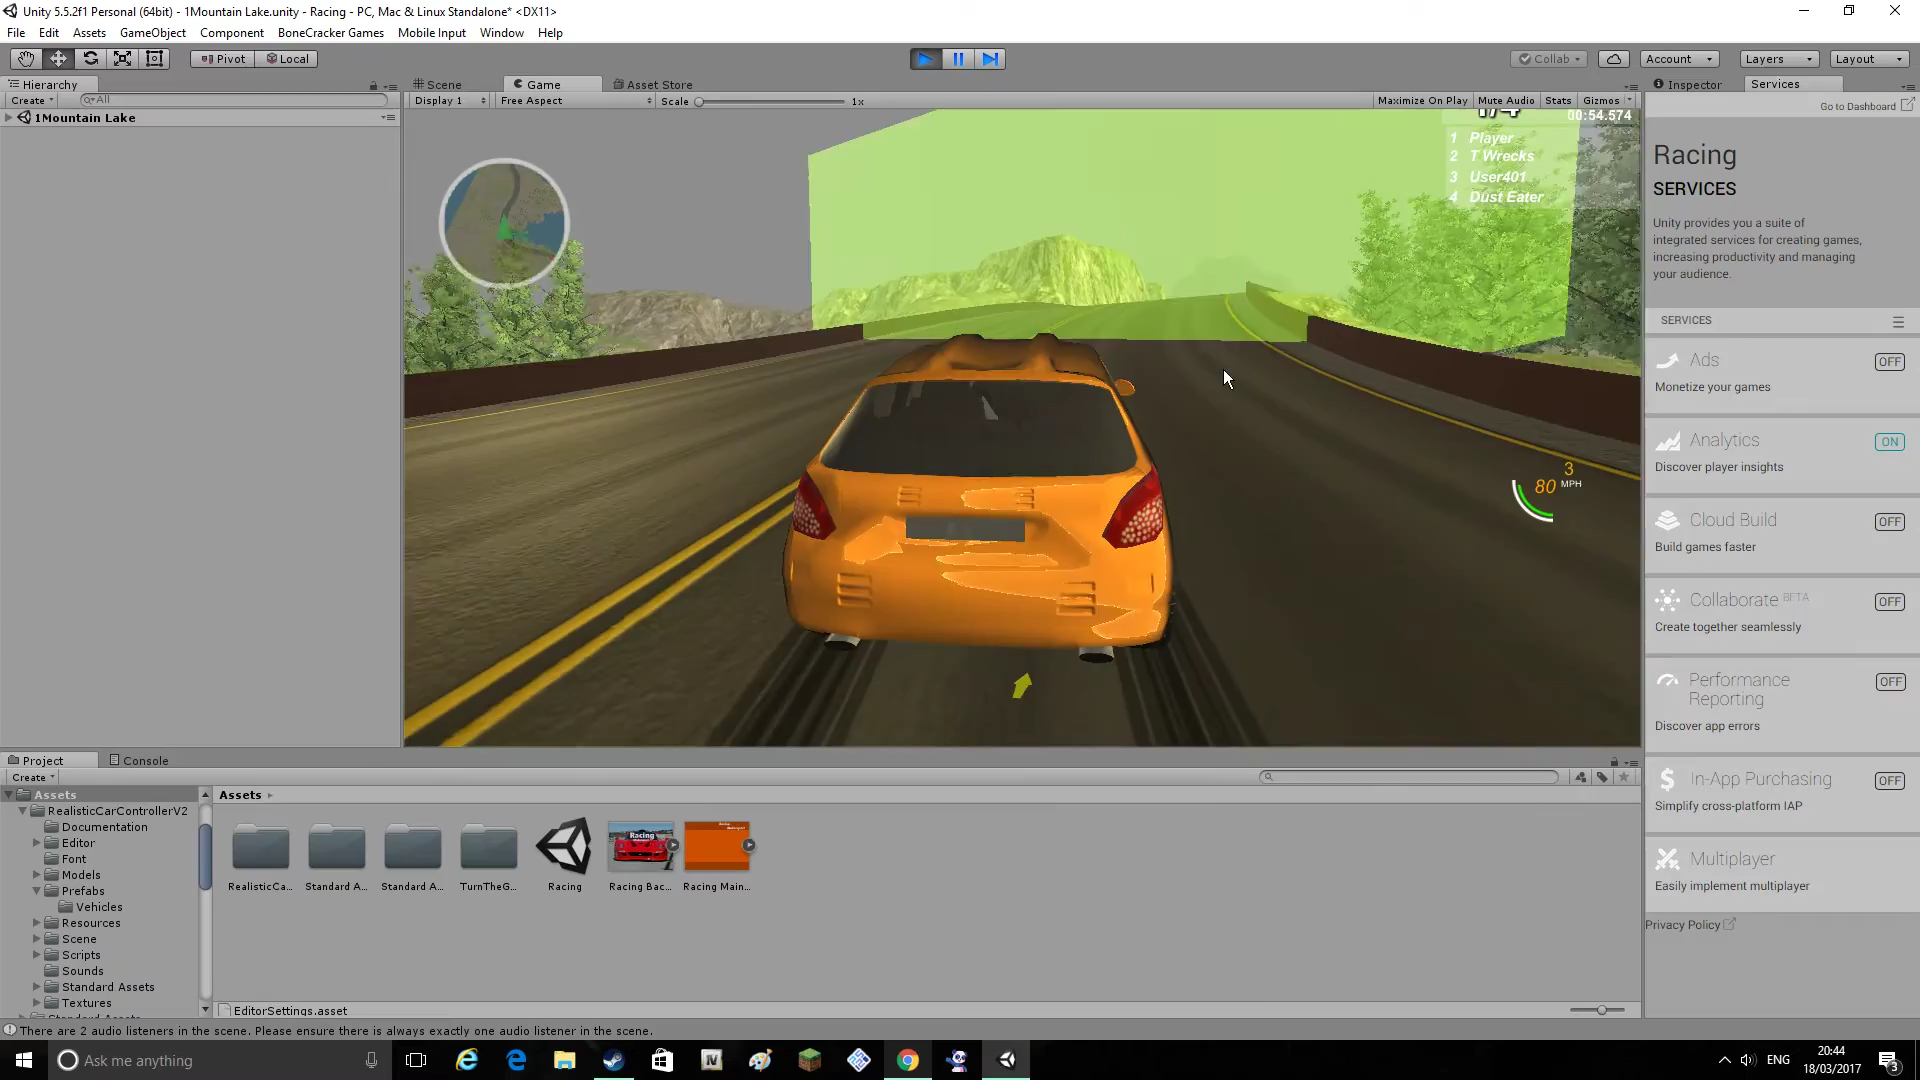 Unity 5.5.2f1 Personal (64bit) - 1Mountain Lake.unity - Racing - PC, Mac & Linux Standalone* <DX11>
File Edit Assets GameObject Component BoneCracker Games Mobile Input Window Help
Pivot Local Collab Account Layers Layout
Hierarchy Scene Game Asset Store Inspector Services
Create All Display 1 Free Aspect Scale 1x Maximize On Play Mute Audio Stats Gizmos
Go to Dashboard
1Mountain Lake
00:54.574
1 Player
2 T Wrecks
3 User401
4 Dust Eater
3
80 MPH
Racing
SERVICES
Unity provides you a suite of
integrated services for creating games,
increasing productivity and managing
your audience.
SERVICES
Ads OFF
Monetize your games
Analytics ON
Discover player insights
Cloud Build OFF
Build games faster
Collaborate BETA OFF
Create together seamlessly
Performance
Reporting OFF
Discover app errors
In-App Purchasing OFF
Simplify cross-platform IAP
Multiplayer
Easily implement multiplayer
Privacy Policy
Project Console
Create
Assets
RealisticCarControllerV2
Documentation
Editor
Font
Models
Prefabs
Vehicles
Resources
Scene
Scripts
Sounds
Standard Assets
Textures
Assets
RealisticCa... Standard A... Standard A... TurnTheG... Racing Racing Bac... Racing Main...
EditorSettings.asset
There are 2 audio listeners in the scene. Please ensure there is always exactly one audio listener in the scene.
Ask me anything
ENG
20:44
18/03/2017
3